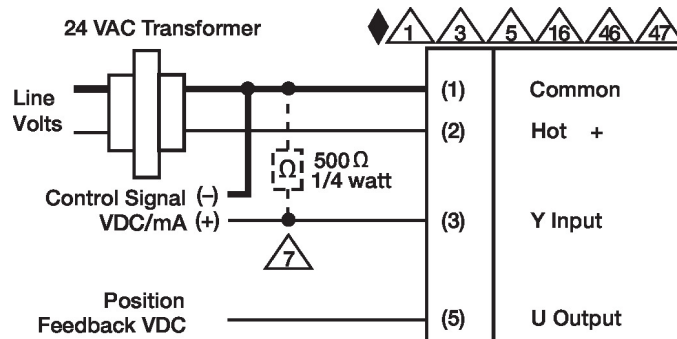 24 VAC Transformer
1 3 5 16 46 47
Line
Volts
(1) Common
(2) Hot +
Ω 500 Ω
1/4 watt
Control Signal (–)
VDC/mA (+)
(3) Y Input
7
Position
Feedback VDC
(5) U Output